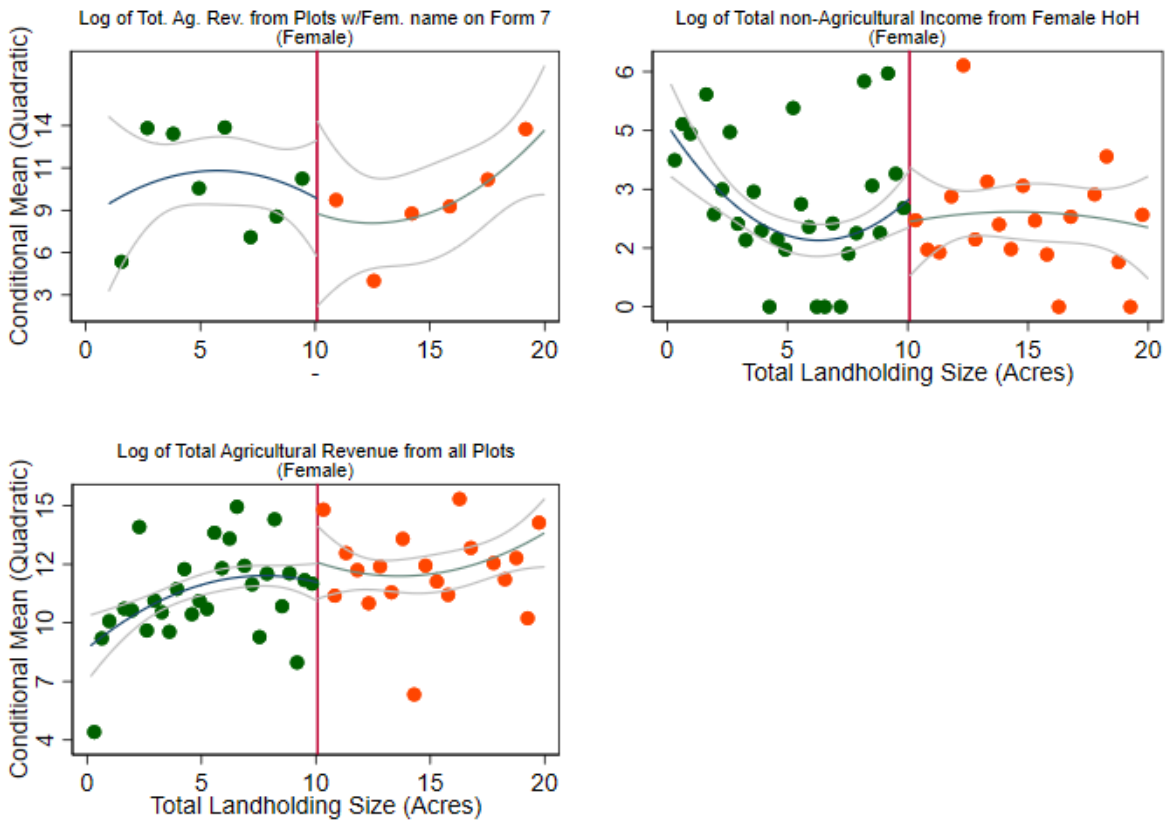 Log of Tot. Ag. Rev. from Plots w/Fem. name on Form 7
(Female)
Conditional Mean (Quadratic)
14
11
9
6
3
0 5 10 15 20
-
Log of Total non-Agricultural Income from Female HoH
(Female)
6
5
3
2
0
0 5 10 15 20
Total Landholding Size (Acres)
Log of Total Agricultural Revenue from all Plots
(Female)
Conditional Mean (Quadratic)
15
12
10
7
4
0 5 10 15 20
Total Landholding Size (Acres)